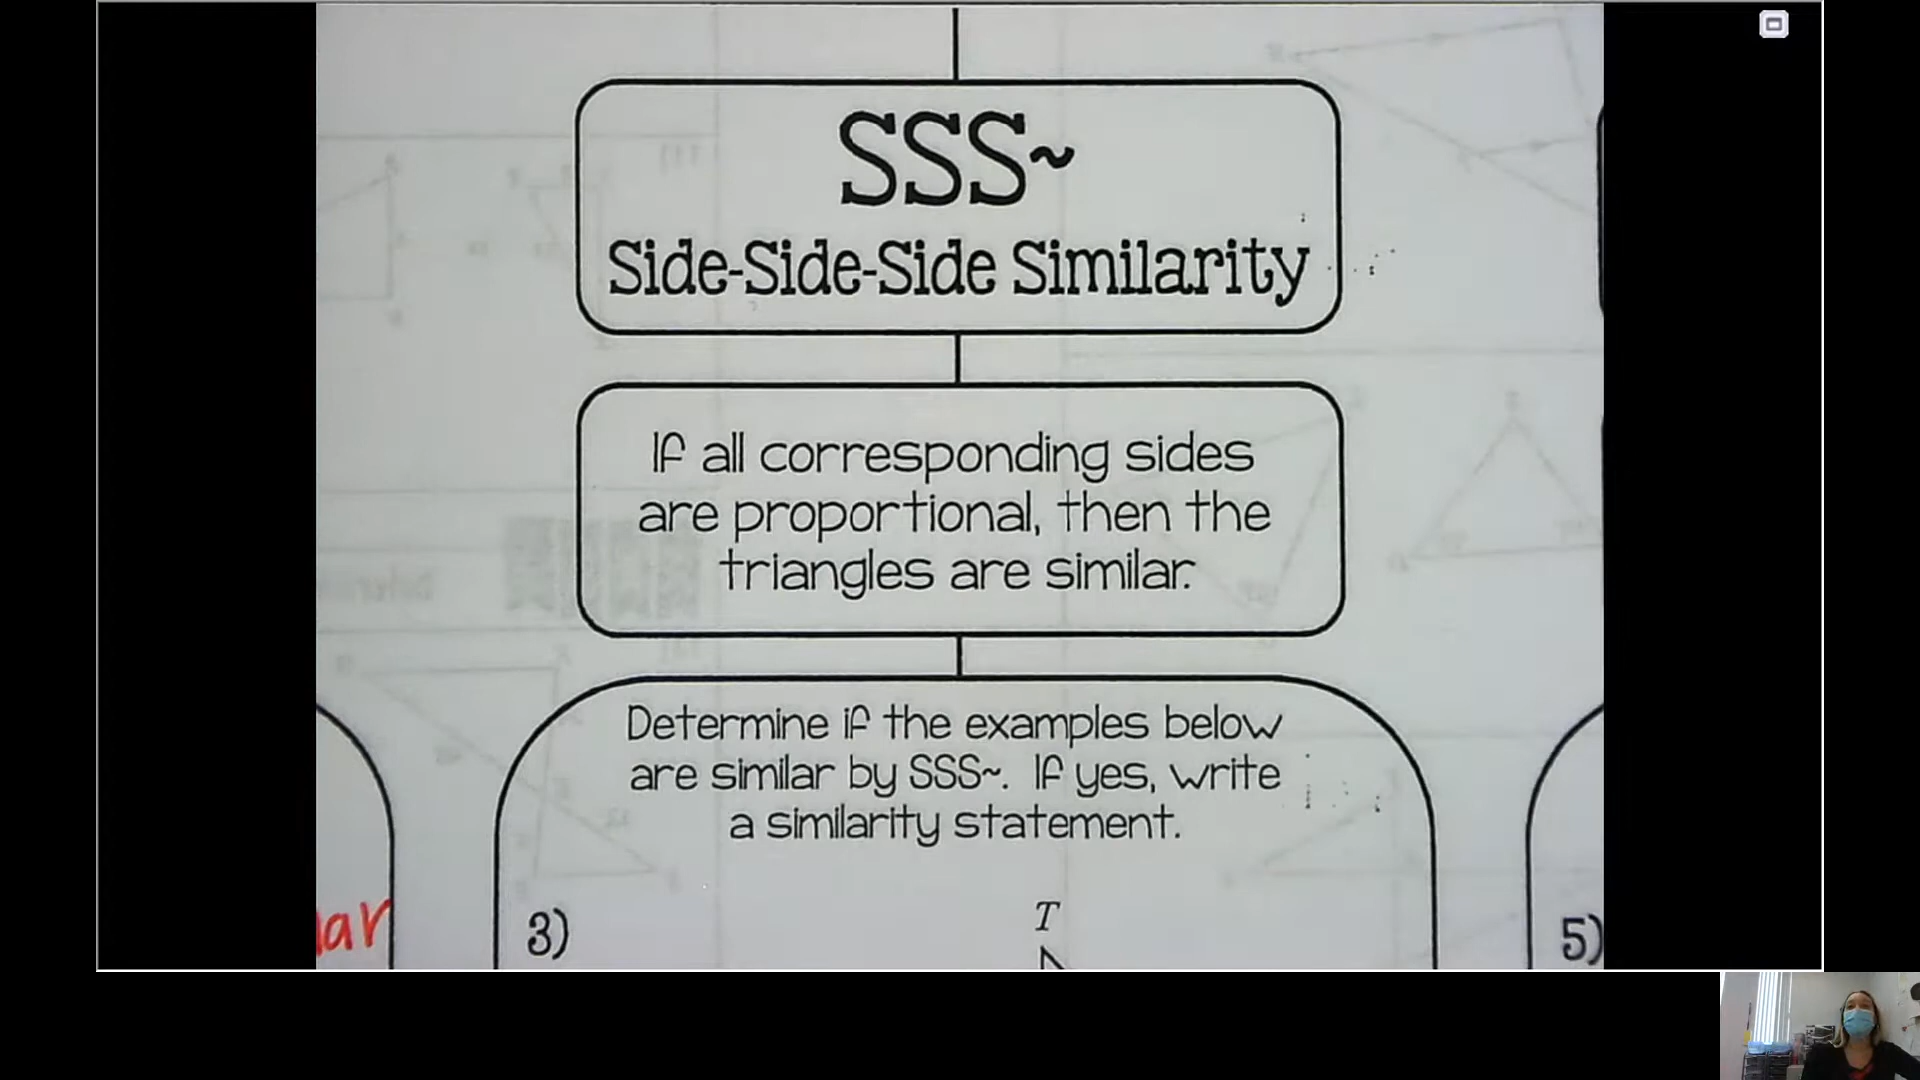 SSS~
Side-Side-Side Similarity
If all corresponding sides
are proportional, then the
triangles are similar.
Determine if the examples below
are similar by SSS~. If yes, write
a similarity statement.
3)
T
5)
ar